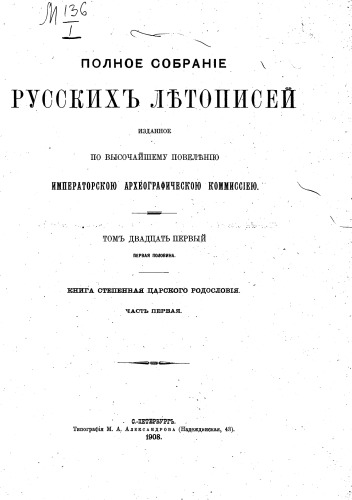 М 136
I
ПОЛНОЕ СОБРАНІЕ
РУССКИХЪ ЛѢТОПИСЕЙ
ИЗДАННОЕ
ПО ВЫСОЧАЙШЕМУ ПОВЕЛѢНІЮ
ИМПЕРАТОРСКОЮ АРХЕОГРАФИЧЕСКОЮ КОММИССІЕЮ.
ТОМЪ ДВАДЦАТЬ ПЕРВЫЙ
ПЕРВАЯ ПОЛОВИНА.
КНИГА СТЕПЕННАЯ ЦАРСКОГО РОДОСЛОВІЯ.
ЧАСТЬ ПЕРВАЯ.
С.-ПЕТЕРБУРГЪ.
Типографія М. А. Александрова (Надеждинская, 43).
1908.